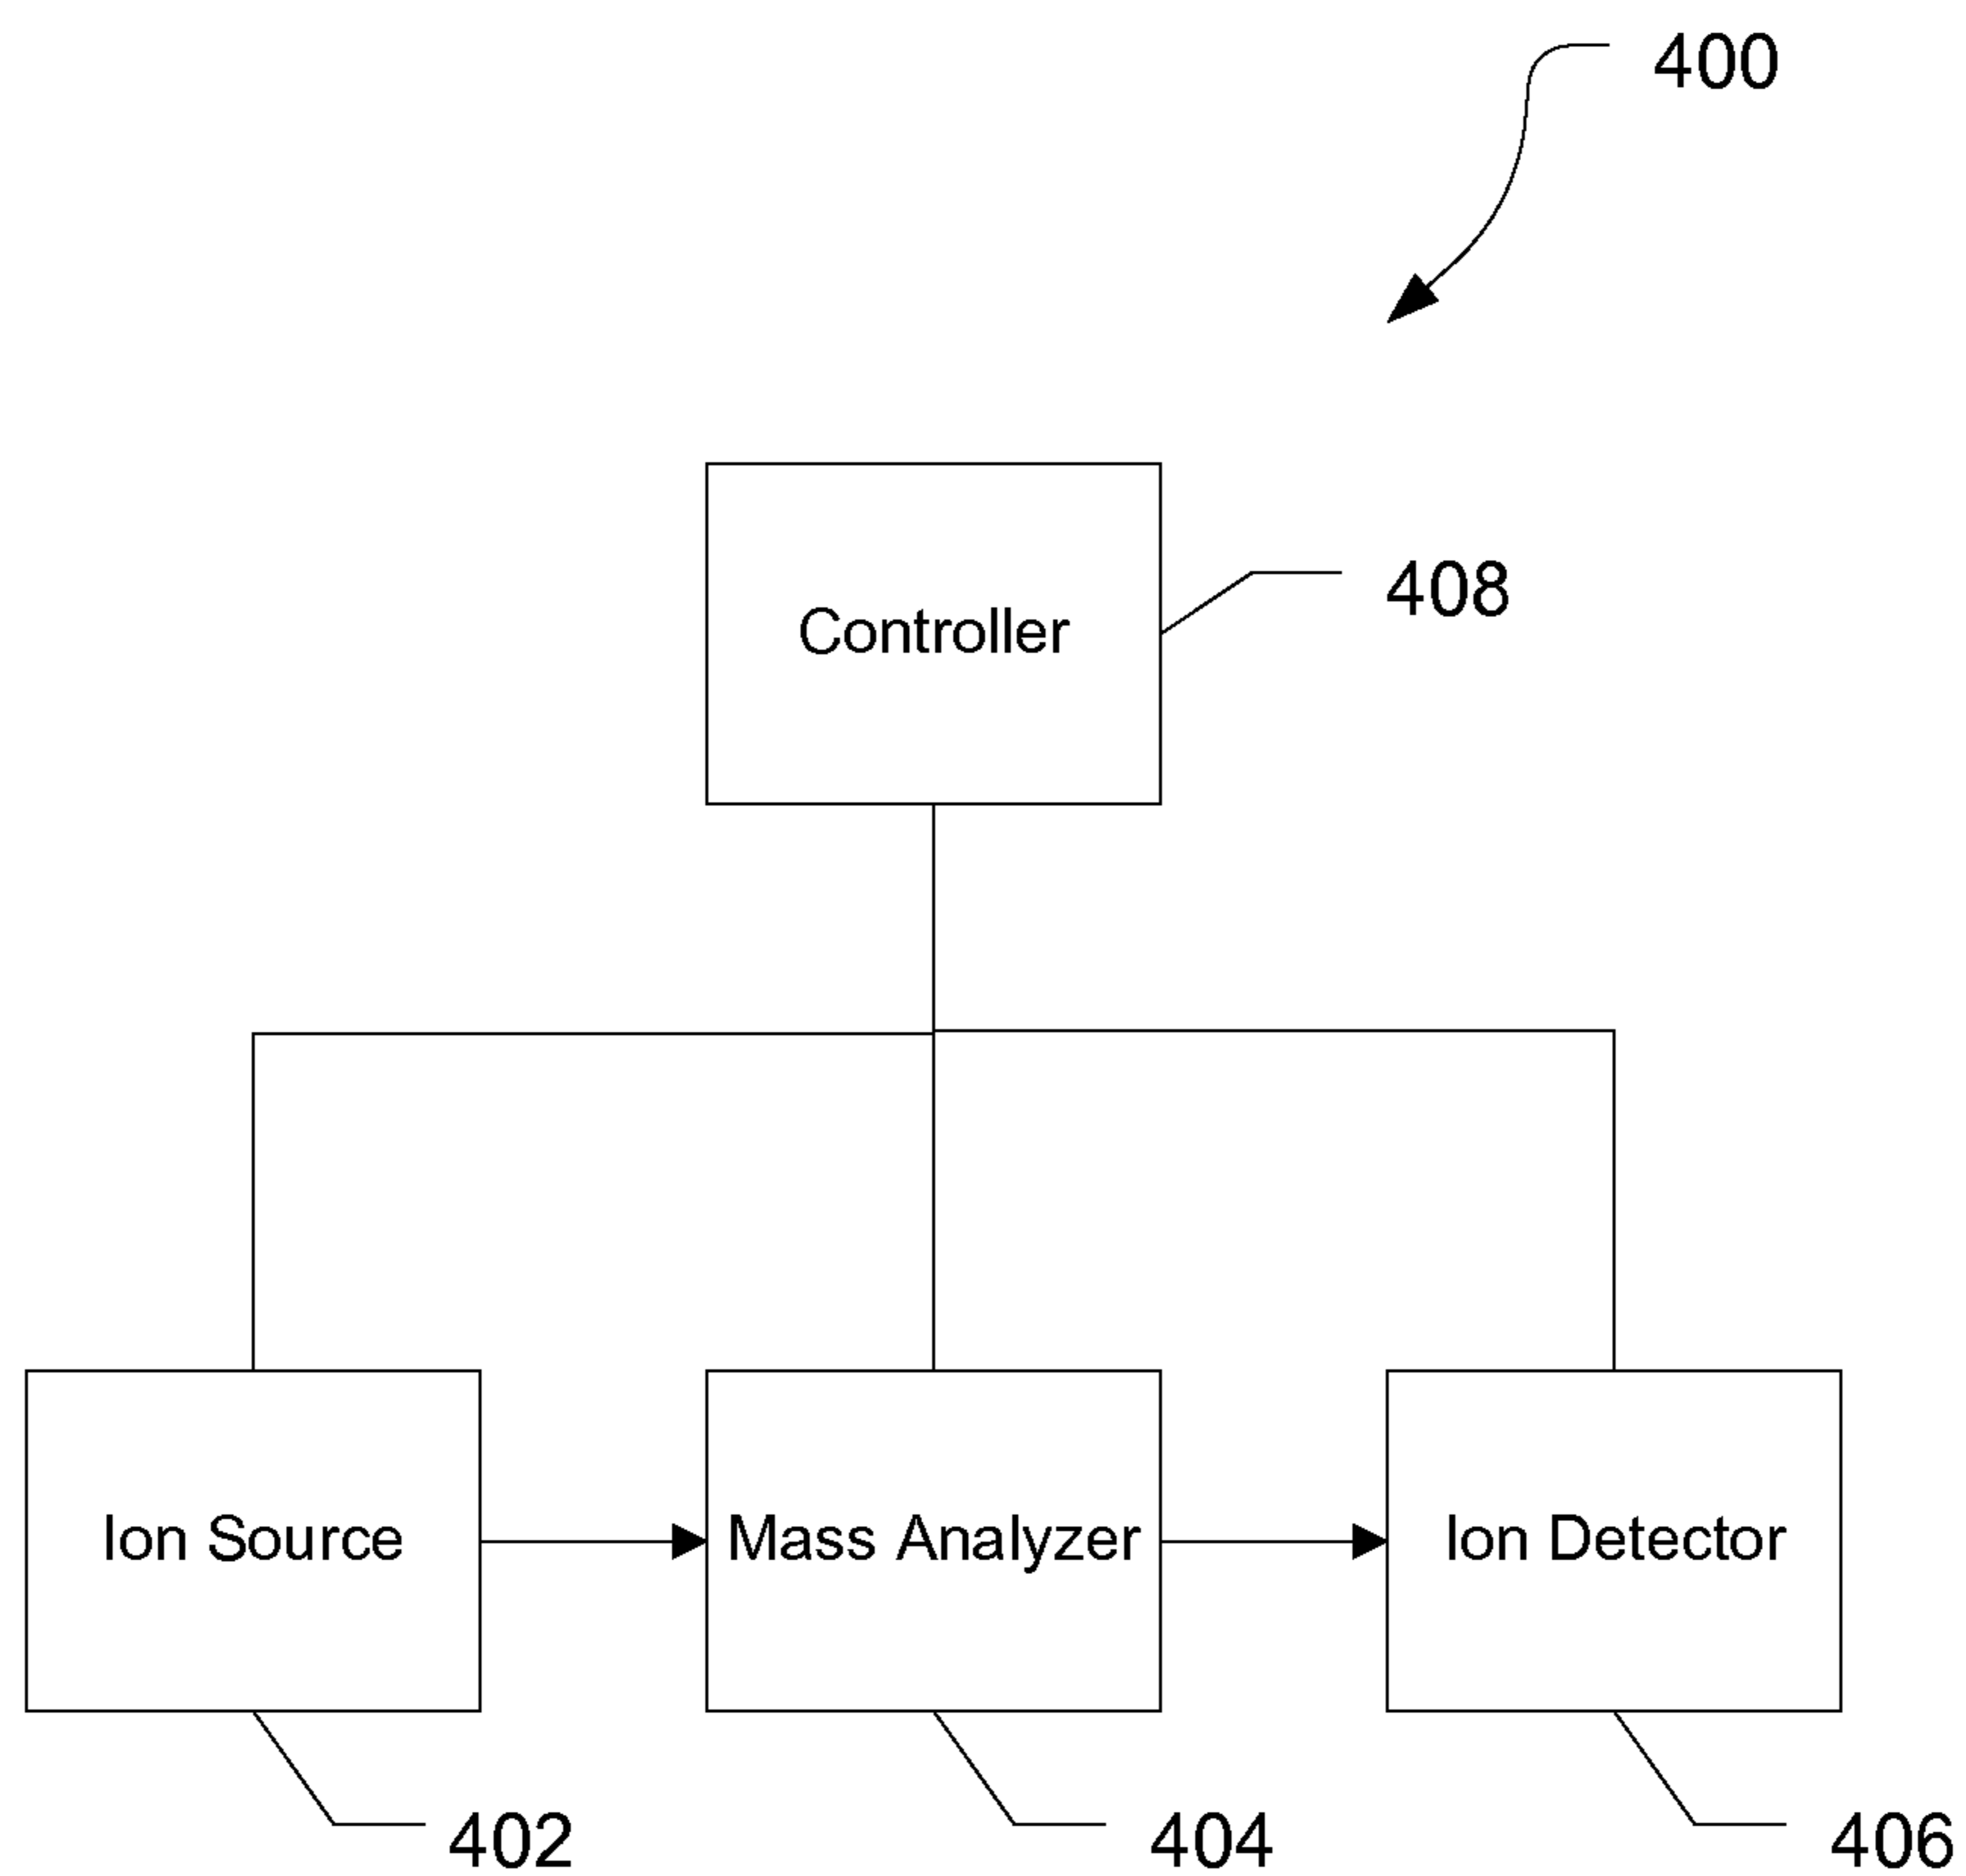 400
Controller
408
Ion Source
Mass Analyzer
Ion Detector
402
404
406